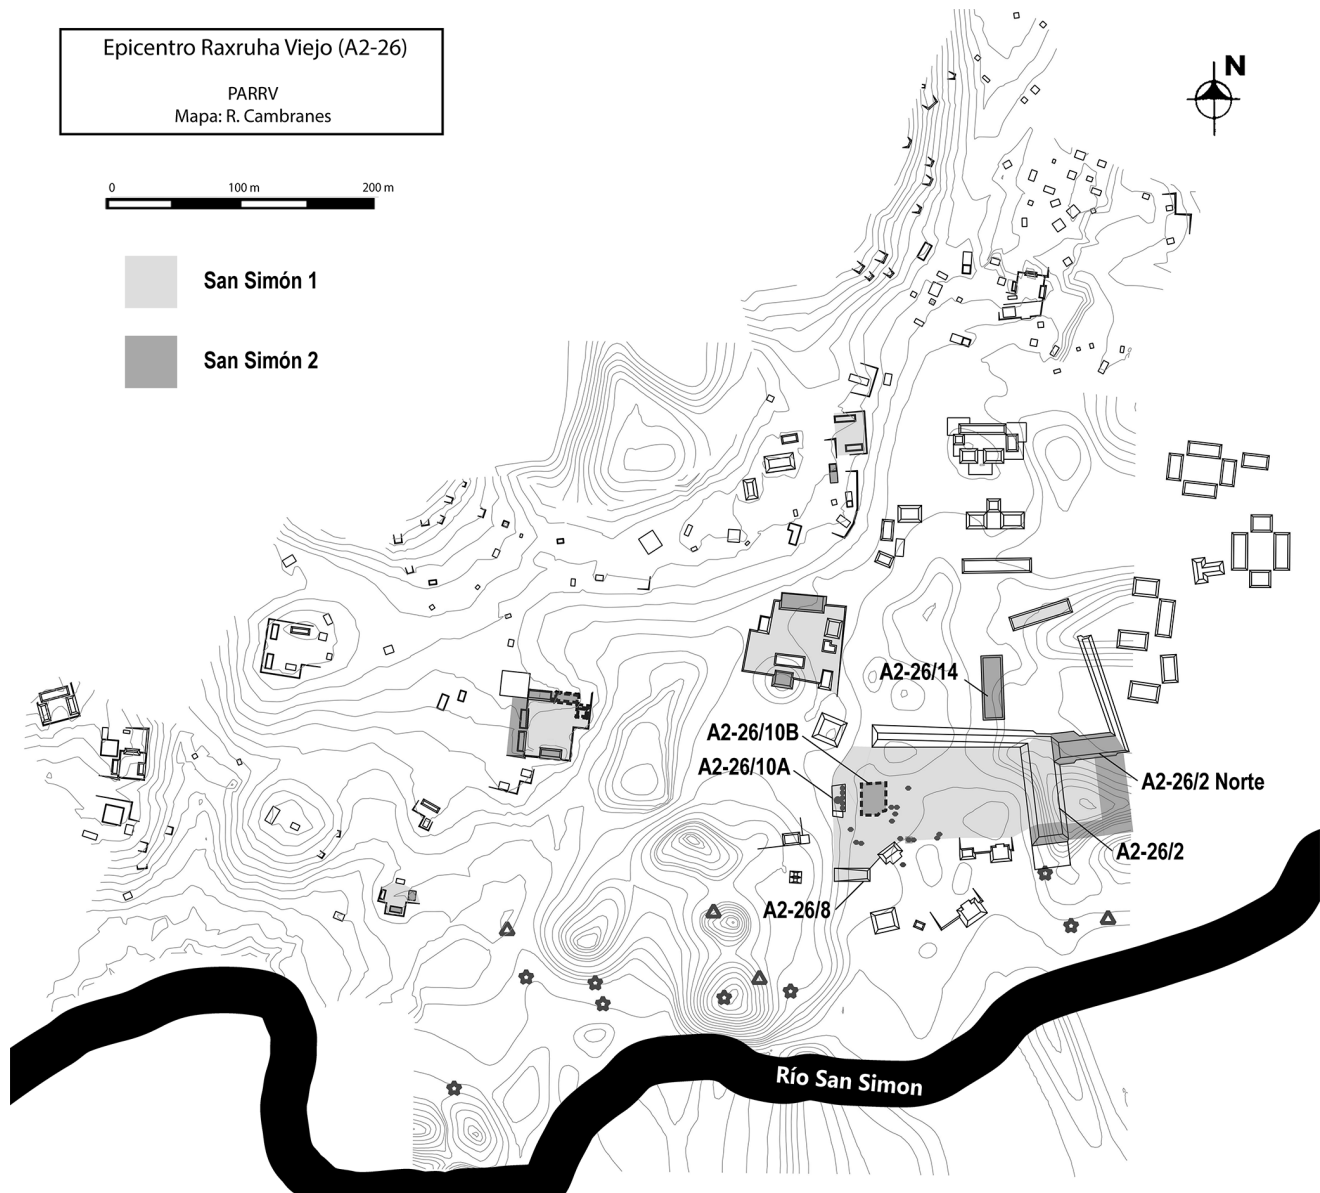 Epicentro Raxruha Viejo (A2-26)
PARRV
Mapa: R. Cambranes
N
0 100 m 200 m
San Simón 1
San Simón 2
A2-26/14
A2-26/10B
A2-26/10A
A2-26/2 Norte
A2-26/2
A2-26/8
Río San Simon